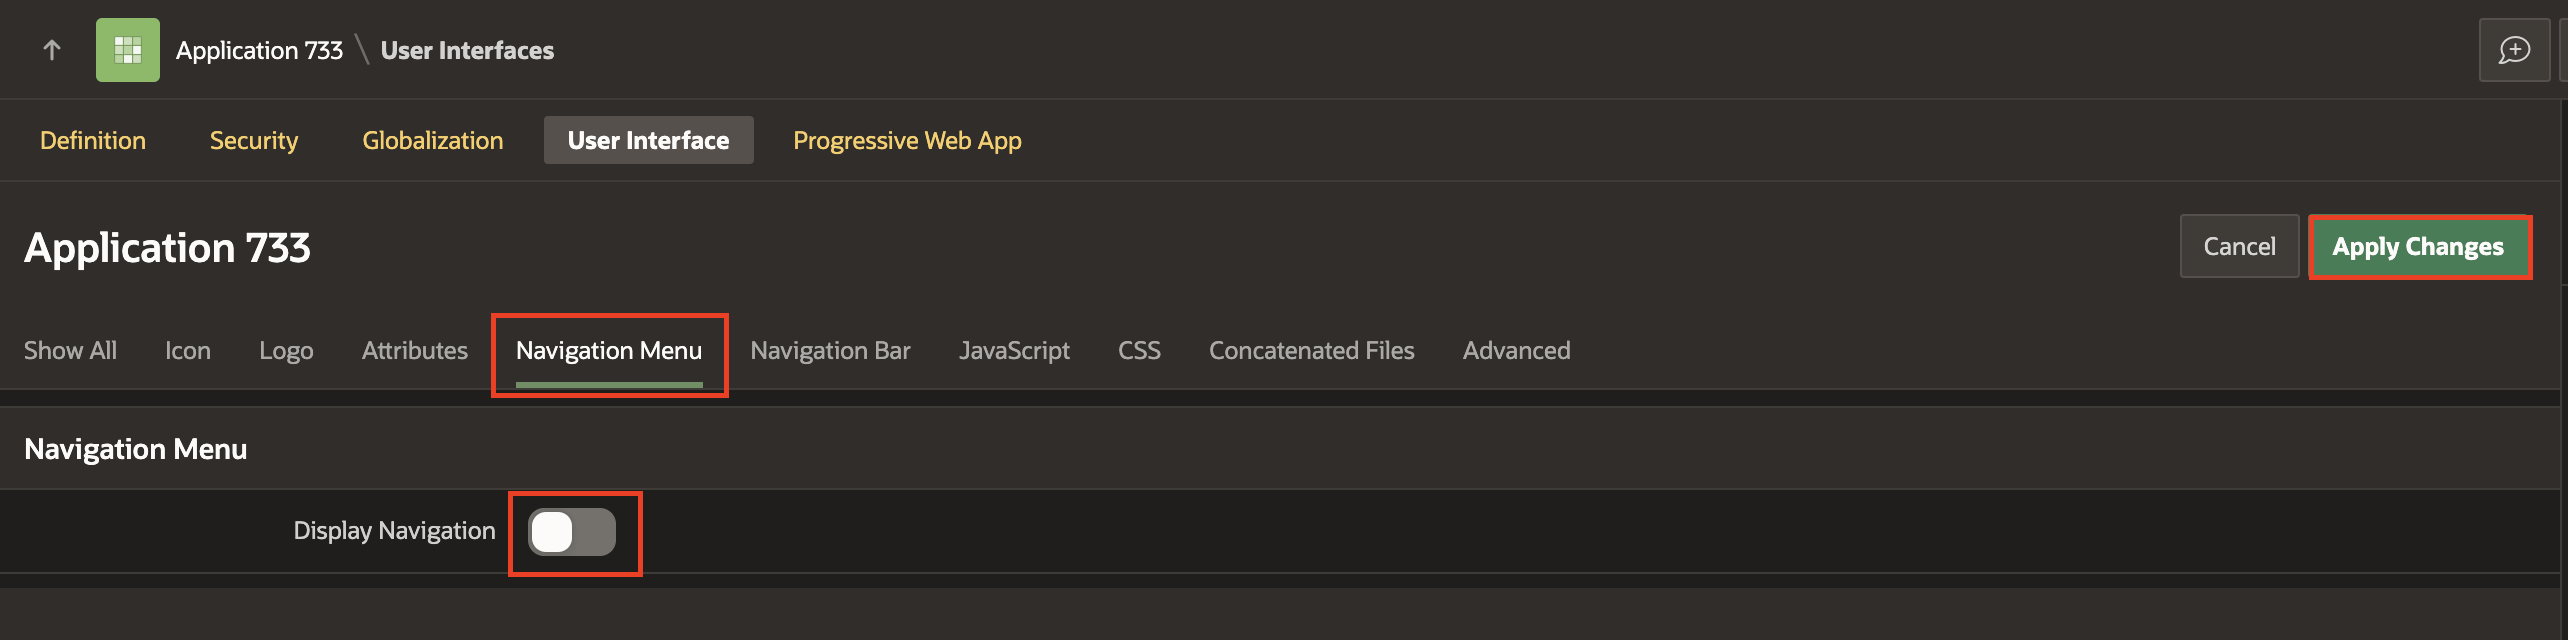 Application 733 \ User Interfaces
Definition Security Globalization User Interface Progressive Web App
Application 733 Cancel Apply Changes
Show All Icon Logo Attributes Navigation Menu Navigation Bar JavaScript CSS Concatenated Files Advanced
Navigation Menu
Display Navigation